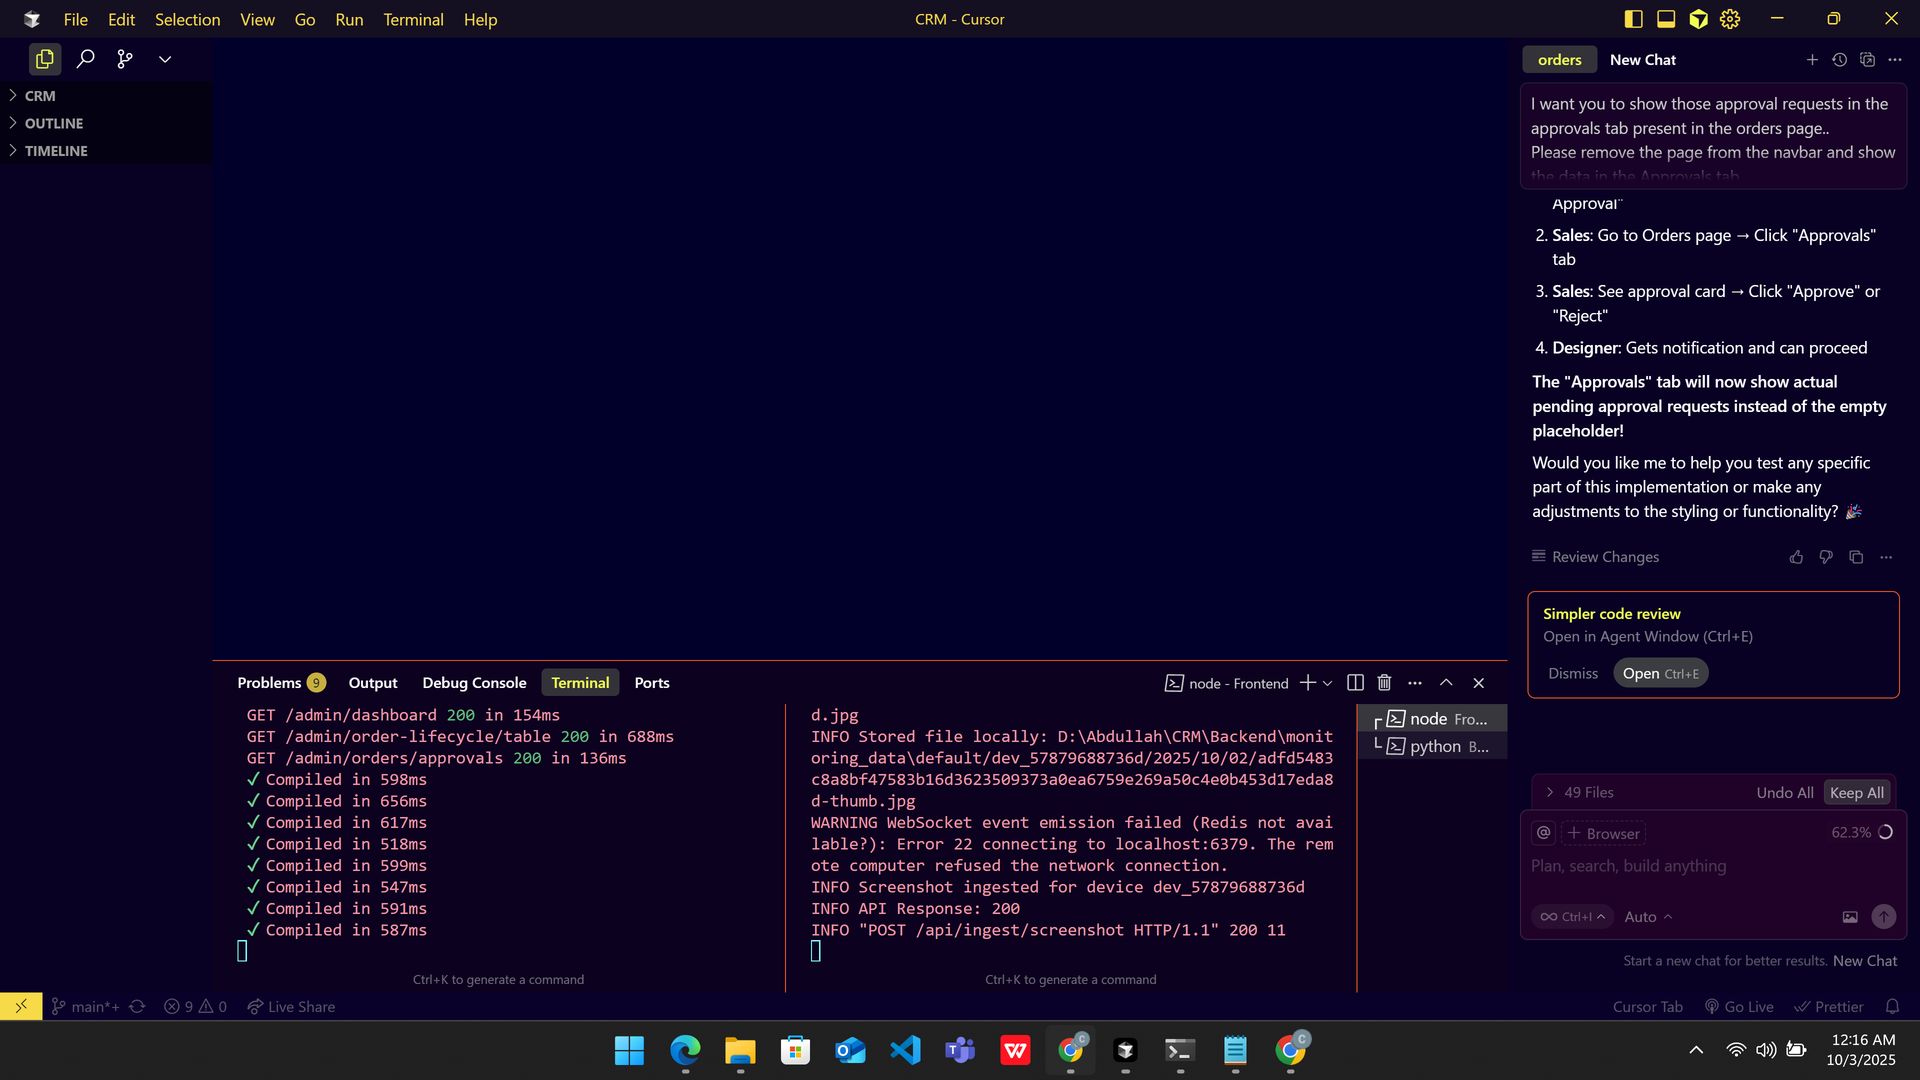 File Edit Selection View Go Run Terminal Help
CRM - Cursor
CRM
OUTLINE
TIMELINE
orders New Chat
I want you to show those approval requests in the
approvals tab present in the orders page..
Please remove the page from the navbar and show
the data in the Approvals tab
Approval"
2. Sales: Go to Orders page → Click "Approvals"
tab
3. Sales: See approval card → Click "Approve" or
"Reject"
4. Designer: Gets notification and can proceed
The "Approvals" tab will now show actual
pending approval requests instead of the empty
placeholder!
Would you like me to help you test any specific
part of this implementation or make any
adjustments to the styling or functionality? 🎉
Review Changes
Simpler code review
Open in Agent Window (Ctrl+E)
Dismiss Open Ctrl+E
49 Files Undo All Keep All
@ + Browser 62.3%
Plan, search, build anything
∞ Ctrl+I Auto
Start a new chat for better results. New Chat
Problems 9 Output Debug Console Terminal Ports
node - Frontend
GET /admin/dashboard 200 in 154ms
GET /admin/order-lifecycle/table 200 in 688ms
GET /admin/orders/approvals 200 in 136ms
✓ Compiled in 598ms
✓ Compiled in 656ms
✓ Compiled in 617ms
✓ Compiled in 518ms
✓ Compiled in 599ms
✓ Compiled in 547ms
✓ Compiled in 591ms
✓ Compiled in 587ms
Ctrl+K to generate a command
d.jpg
INFO Stored file locally: D:\Abdullah\CRM\Backend\monit
oring_data\default/dev_57879688736d/2025/10/02/adfd5483
c8a8bf47583b16d3623509373a0ea6759e269a50c4e0b453d17eda8
d-thumb.jpg
WARNING WebSocket event emission failed (Redis not avai
lable?): Error 22 connecting to localhost:6379. The rem
ote computer refused the network connection.
INFO Screenshot ingested for device dev_57879688736d
INFO API Response: 200
INFO "POST /api/ingest/screenshot HTTP/1.1" 200 11
Ctrl+K to generate a command
node Fro...
python B...
main*+ 9 0 Live Share
Cursor Tab Go Live Prettier
12:16 AM
10/3/2025